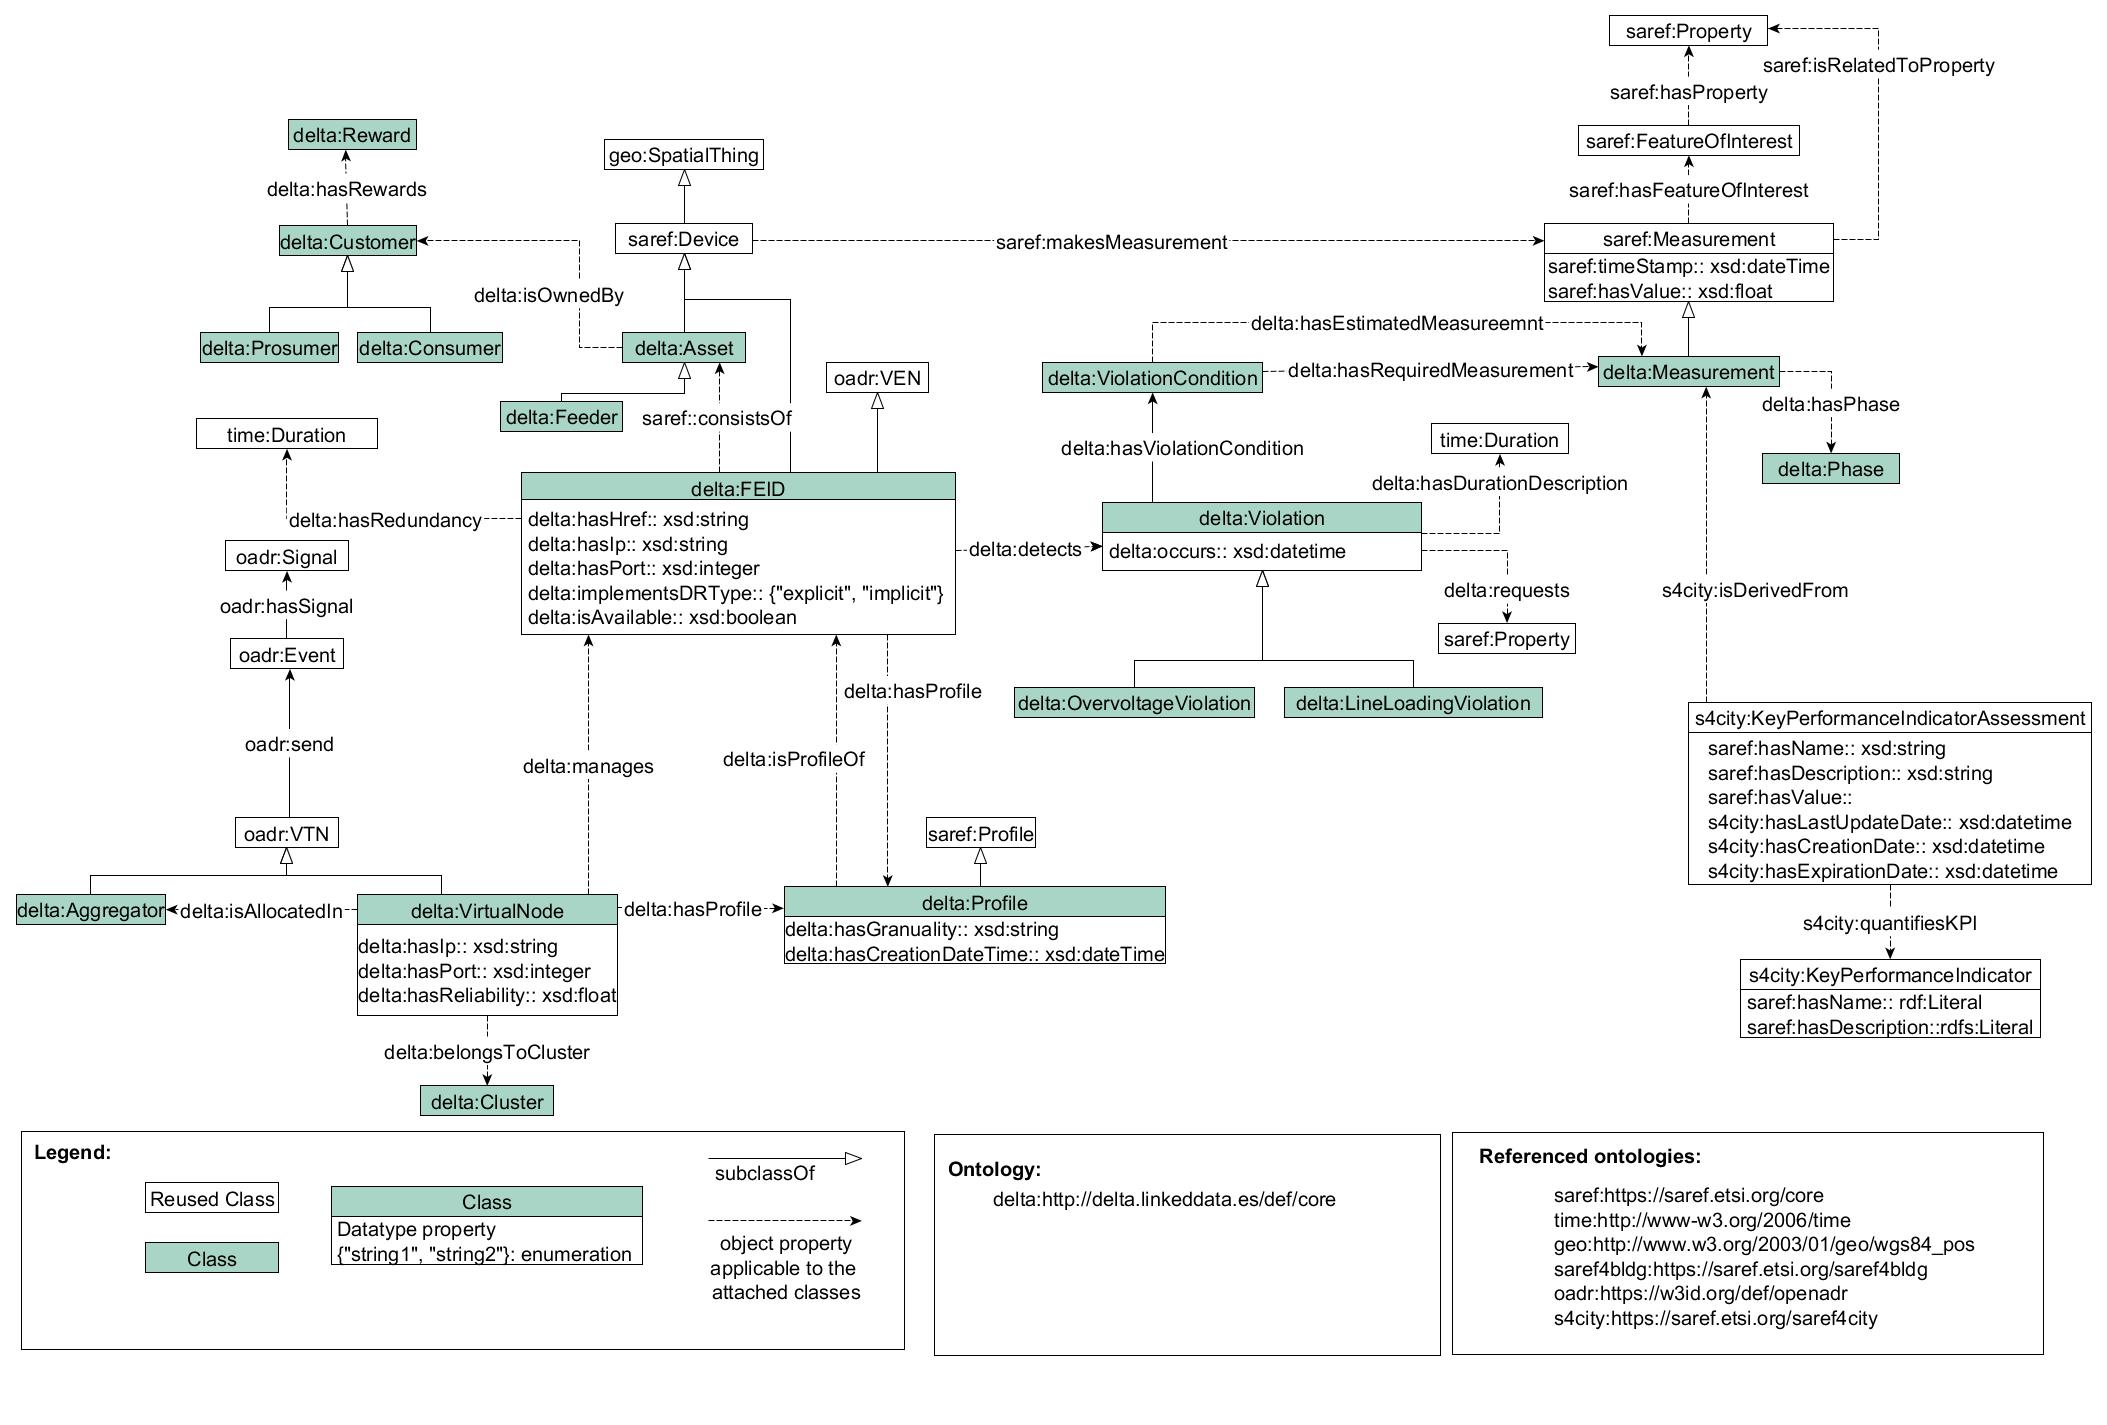 saref:Property
saref:isRelatedToProperty
saref:hasProperty
delta:Reward
saref:FeatureOfInterest
geo:SpatialThing
delta:hasRewards
saref:hasFeatureOfInterest
delta:Customer
saref:Device
saref:makesMeasurement
saref:Measurement
saref:timeStamp:: xsd:dateTime
saref:hasValue:: xsd:float
delta:isOwnedBy
delta:hasEstimatedMeasureemnt
delta:Prosumer
delta:Consumer
delta:Asset
oadr:VEN
delta:ViolationCondition
delta:hasRequiredMeasurement
delta:Measurement
delta:hasPhase
delta:Feeder
saref::consistsOf
time:Duration
delta:hasViolationCondition
time:Duration
delta:Phase
delta:hasDurationDescription
delta:FEID
delta:hasHref:: xsd:string
delta:hasIp:: xsd:string
delta:hasPort:: xsd:integer
delta:implementsDRType:: {"explicit", "implicit"}
delta:isAvailable:: xsd:boolean
delta:hasRedundancy
delta:detects
delta:Violation
delta:occurs:: xsd:datetime
oadr:Signal
oadr:hasSignal
delta:requests
s4city:isDerivedFrom
oadr:Event
saref:Property
delta:hasProfile
delta:OvervoltageViolation
delta:LineLoadingViolation
oadr:send
delta:manages
delta:isProfileOf
s4city:KeyPerformanceIndicatorAssessment
saref:hasName:: xsd:string
saref:hasDescription:: xsd:string
saref:hasValue::
s4city:hasLastUpdateDate:: xsd:datetime
s4city:hasCreationDate:: xsd:datetime
s4city:hasExpirationDate:: xsd:datetime
oadr:VTN
saref:Profile
delta:Aggregator
delta:isAllocatedIn
delta:VirtualNode
delta:hasIp:: xsd:string
delta:hasPort:: xsd:integer
delta:hasReliability:: xsd:float
delta:hasProfile
delta:Profile
delta:hasGranuality:: xsd:string
delta:hasCreationDateTime:: xsd:dateTime
s4city:quantifiesKPI
s4city:KeyPerformanceIndicator
saref:hasName:: rdf:Literal
saref:hasDescription::rdfs:Literal
delta:belongsToCluster
delta:Cluster
Legend:
Reused Class
Class
Class
Datatype property
{"string1", "string2"}: enumeration
subclassOf
object property
applicable to the
attached classes
Ontology:
delta:http://delta.linkeddata.es/def/core
Referenced ontologies:
saref:https://saref.etsi.org/core
time:http://www-w3.org/2006/time
geo:http://www.w3.org/2003/01/geo/wgs84_pos
saref4bldg:https://saref.etsi.org/saref4bldg
oadr:https://w3id.org/def/openadr
s4city:https://saref.etsi.org/saref4city